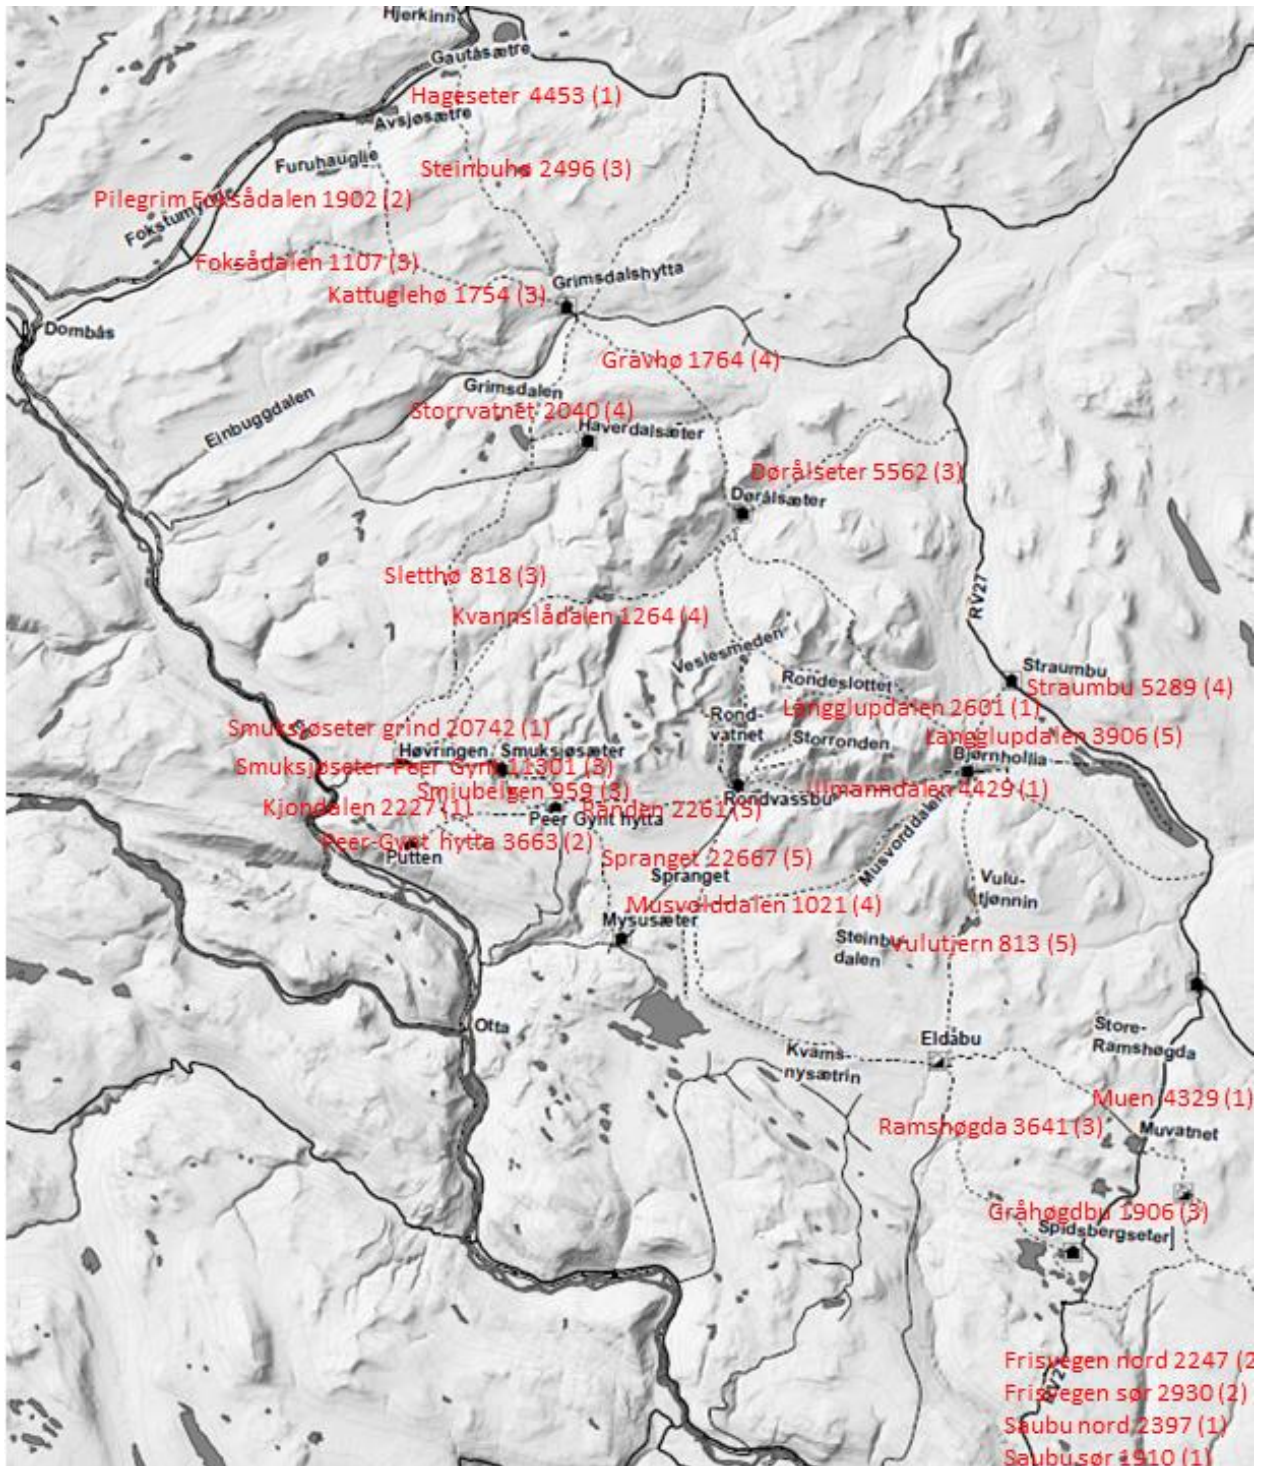 Hjerkinn
Gautåsætre
Hageseter 4453 (1)
Avsjøsætre
Furuhauglie
Steinbuhø 2496 (3)
Pilegrim Foksådalen 1902 (2)
Fokstumyra
Foksådalen 1107 (3)
Grimsdalshytta
Kattuglehø 1754 (3)
Dombås
Gravhø 1764 (4)
Grimsdalen
Einbuggdalen
Storrvatnet 2040 (4)
Haverdalsæter
Dørålseter 5562 (3)
Dørålsæter
Sletthø 818 (3)
RV27
Kvannslådalen 1264 (4)
Veslesmeden
Straumbu
Rondeslottet
Straumbu 5289 (4)
Langglupdalen 2601 (1)
Rond-
vatnet
Smuksjøseter grind 20742 (1)
Storronden
Langglupdalen 3906 (5)
Høvringen
Smuksjøsæter
Bjørnhollia
Smuksjøseter-Peer Gynt 11301 (3)
Smiubelgen 959 (3)
Ulmanndalen 4429 (1)
Rondvassbu
Kjondalen 2227 (1)
Randen 2261 (5)
Peer Gynt hytta
Musvorddalen
Peer-Gynt hytta 3663 (2)
Putten
Spranget 22667 (5)
Spranget
Vulu-
tjønnin
Musvolddalen 1021 (4)
Mysusæter
Steinbu-
dalen
Vulutjern 813 (5)
Otta
Store-
Ramshøgda
Eldåbu
Kvams-
nysætrin
Muen 4329 (1)
Ramshøgda 3641 (3)
Muvatnet
Gråhøgdbu 1906 (3)
Spidsbergseter]
Frisvegen nord 2247 (2
RV2
Frisvegen sør 2930 (2)
Saubu nord 2397 (1)
Saubu sør 1910 (1)